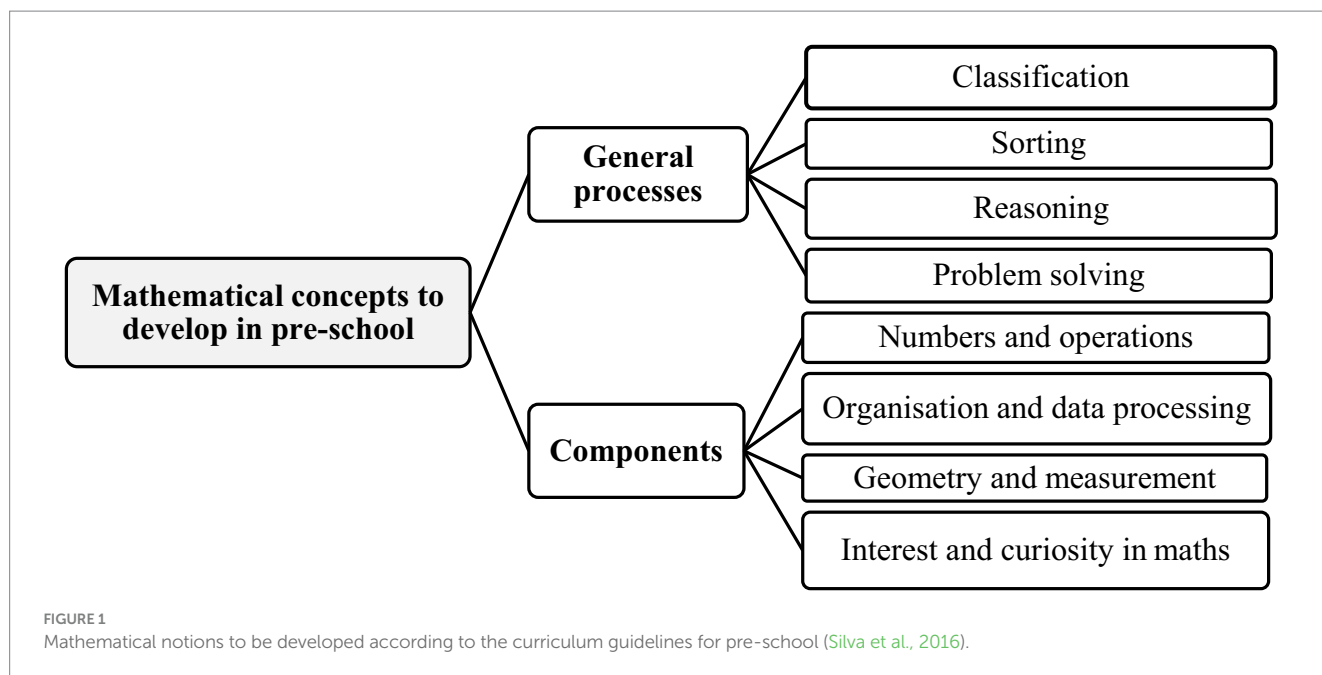 Classification
Sorting
General
processes
Reasoning
Problem solving
Mathematical concepts to
develop in pre-school
Numbers and operations
Organisation and data processing
Components
Geometry and measurement
Interest and curiosity in maths
FIGURE 1
Mathematical notions to be developed according to the curriculum guidelines for pre-school (Silva et al., 2016).